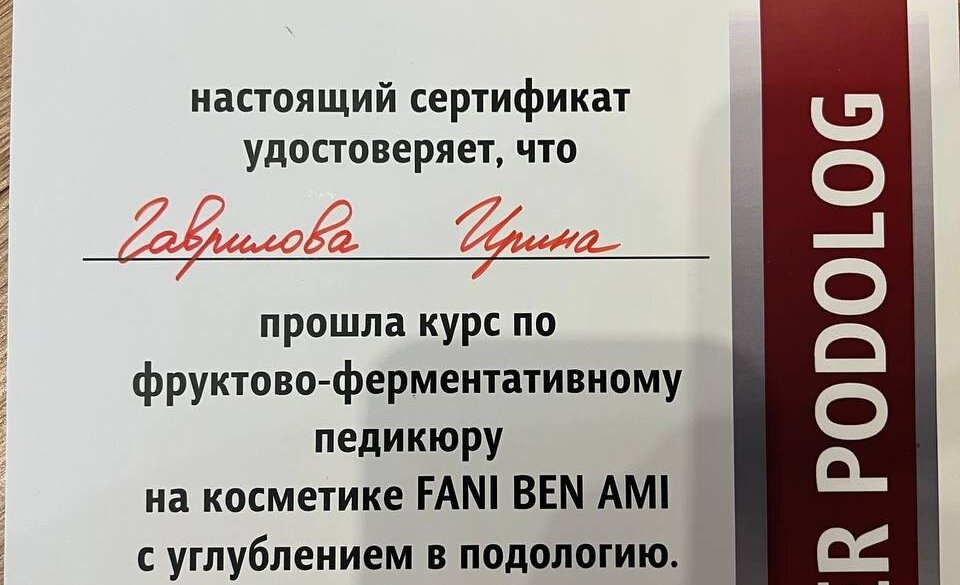 настоящий сертификат
удостоверяет, что
Гаврилова Ирина
прошла курс по
фруктово-ферментативному
педикюру
на косметике FANI BEN AMI
с углублением в подологию.
ER PODOLOG